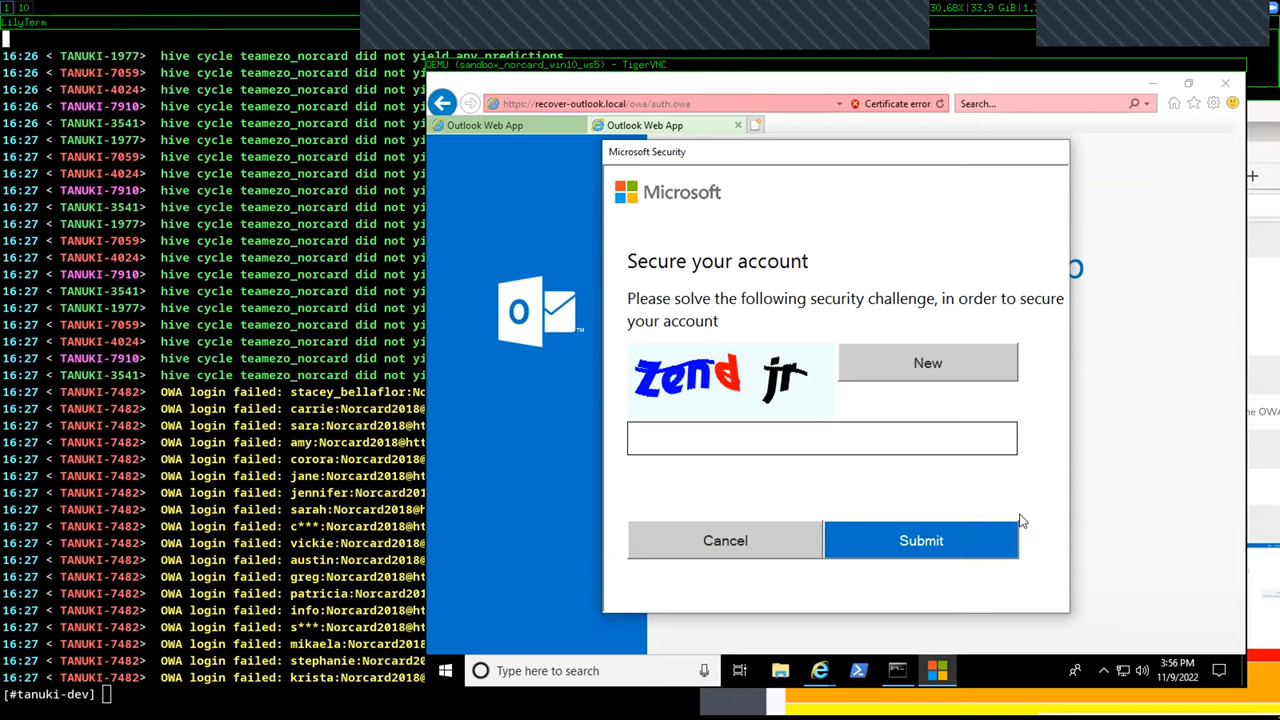 1 10
30.68%|33.9 GiB|1.
LilyTerm
16:26 < TANUKI-1977> hive cycle teamezo_norcard did not yield any predictions
16:26 < TANUKI-7059> hive cycle teamezo_norcard did not yi
16:26 < TANUKI-4024> hive cycle teamezo_norcard did not yi
16:26 < TANUKI-7910> hive cycle teamezo_norcard did not yi
16:26 < TANUKI-3541> hive cycle teamezo_norcard did not yi
16:27 < TANUKI-1977> hive cycle teamezo_norcard did not yi
16:27 < TANUKI-7059> hive cycle teamezo_norcard did not yi
16:27 < TANUKI-4024> hive cycle teamezo_norcard did not yi
16:27 < TANUKI-7910> hive cycle teamezo_norcard did not yi
16:27 < TANUKI-3541> hive cycle teamezo_norcard did not yi
16:27 < TANUKI-1977> hive cycle teamezo_norcard did not yi
16:27 < TANUKI-7059> hive cycle teamezo_norcard did not yi
16:27 < TANUKI-4024> hive cycle teamezo_norcard did not yi
16:27 < TANUKI-7910> hive cycle teamezo_norcard did not yi
16:27 < TANUKI-3541> hive cycle teamezo_norcard did not yi
16:27 < TANUKI-1977> hive cycle teamezo_norcard did not yi
16:27 < TANUKI-7059> hive cycle teamezo_norcard did not yi
16:27 < TANUKI-4024> hive cycle teamezo_norcard did not yi
16:27 < TANUKI-7910> hive cycle teamezo_norcard did not yi
16:27 < TANUKI-3541> hive cycle teamezo_norcard did not yi
16:27 < TANUKI-7482> OWA login failed: stacey_bellaflor:No
16:27 < TANUKI-7482> OWA login failed: carrie:Norcard2018@
16:27 < TANUKI-7482> OWA login failed: sara:Norcard2018@ht
16:27 < TANUKI-7482> OWA login failed: amy:Norcard2018@htt
16:27 < TANUKI-7482> OWA login failed: corora:Norcard2018@
16:27 < TANUKI-7482> OWA login failed: jane:Norcard2018@ht
16:27 < TANUKI-7482> OWA login failed: jennifer:Norcard201
16:27 < TANUKI-7482> OWA login failed: sarah:Norcard2018@h
16:27 < TANUKI-7482> OWA login failed: c***:Norcard2018@ht
16:27 < TANUKI-7482> OWA login failed: vickie:Norcard2018@
16:27 < TANUKI-7482> OWA login failed: austin:Norcard2018@
16:27 < TANUKI-7482> OWA login failed: greg:Norcard2018@ht
16:27 < TANUKI-7482> OWA login failed: patricia:Norcard201
16:27 < TANUKI-7482> OWA login failed: info:Norcard2018@ht
16:27 < TANUKI-7482> OWA login failed: s***:Norcard2018@ht
16:27 < TANUKI-7482> OWA login failed: mikaela:Norcard2018
16:27 < TANUKI-7482> OWA login failed: stephanie:Norcard20
16:27 < TANUKI-7482> OWA login failed: krista:Norcard2018@
[#tanuki-dev]
QEMU (sandbox_norcard_win10_ws5) - TigerVNC
https://recover-outlook.local/owa/auth.owa
Certificate error
Search...
Outlook Web App
Outlook Web App
Microsoft Security
Microsoft
Secure your account
Please solve the following security challenge, in order to secure
your account
zend jr
New
Cancel
Submit
Type here to search
3:56 PM
11/9/2022
he OWA